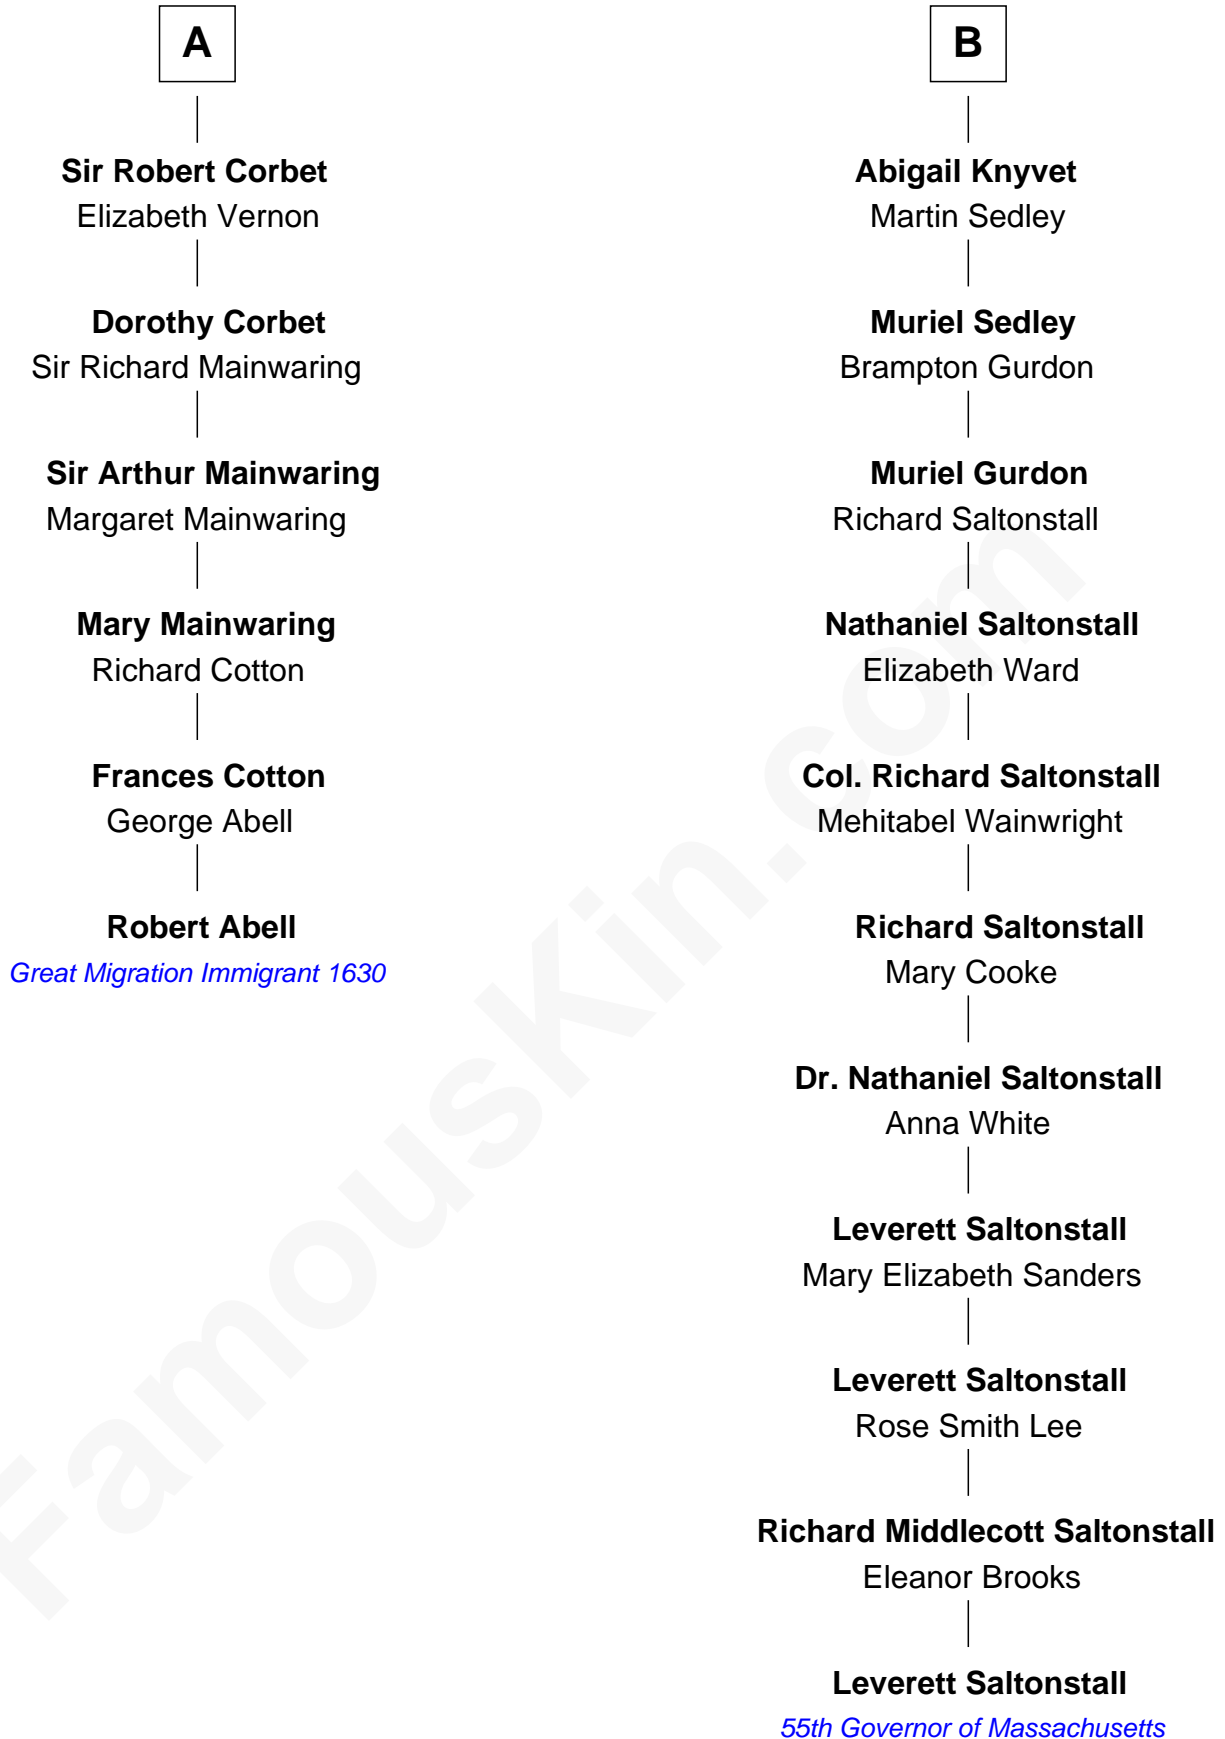 A
Sir Robert Corbet
Elizabeth Vernon
Dorothy Corbet
Sir Richard Mainwaring
Sir Arthur Mainwaring
Margaret Mainwaring
Mary Mainwaring
Richard Cotton
Frances Cotton
George Abell
Robert Abell
Great Migration Immigrant 1630
B
Abigail Knyvet
Martin Sedley
Muriel Sedley
Brampton Gurdon
Muriel Gurdon
Richard Saltonstall
Nathaniel Saltonstall
Elizabeth Ward
Col. Richard Saltonstall
Mehitabel Wainwright
Richard Saltonstall
Mary Cooke
Dr. Nathaniel Saltonstall
Anna White
Leverett Saltonstall
Mary Elizabeth Sanders
Leverett Saltonstall
Rose Smith Lee
Richard Middlecott Saltonstall
Eleanor Brooks
Leverett Saltonstall
55th Governor of Massachusetts
FamousKin.com